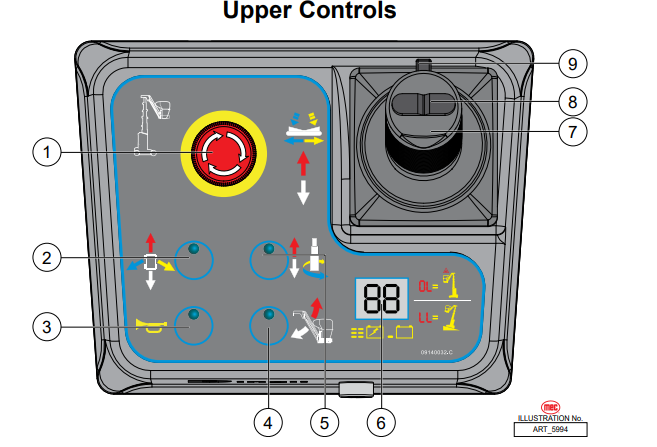 Upper Controls
9
8
7
1
2
3
88
OL=
LL=
09140032.C
4
5
6
mec
ILLUSTRATION No.
ART_5994